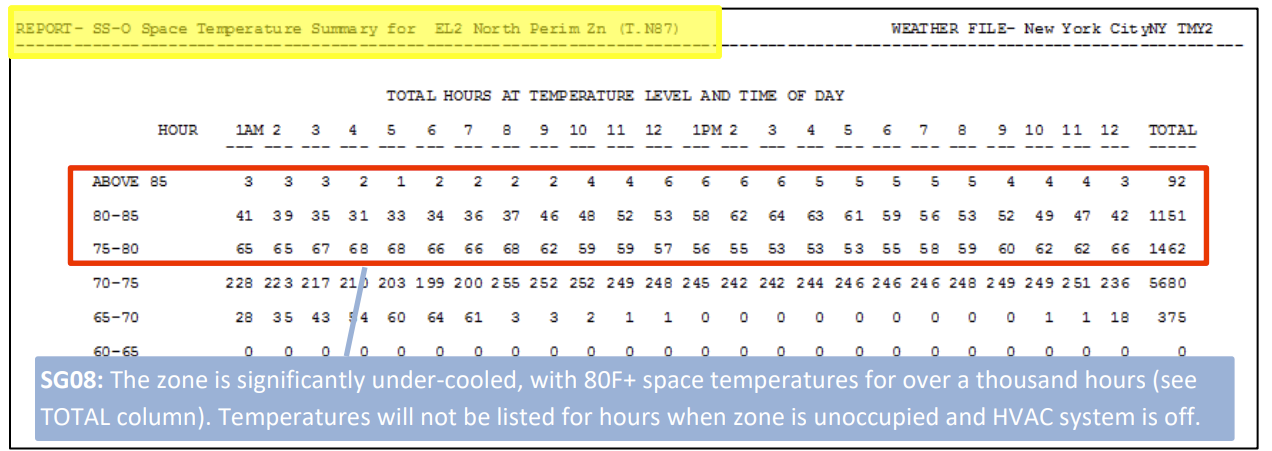 REPORT- SS-O Space Temperature Summary for EL2 North Perim Zn (T.N87) WEATHER FILE- New York CityNY TMY2
TOTAL HOURS AT TEMPERATURE LEVEL AND TIME OF DAY
HOUR 1AM 2 3 4 5 6 7 8 9 10 11 12 1PM 2 3 4 5 6 7 8 9 10 11 12 TOTAL
ABOVE 85 3 3 3 2 1 2 2 2 2 4 4 6 6 6 6 5 5 5 5 5 4 4 4 3 92
80-85 41 39 35 31 33 34 36 37 46 48 52 53 58 62 64 63 61 59 56 53 52 49 47 42 1151
75-80 65 65 67 68 68 66 66 68 62 59 59 57 56 55 53 53 53 55 58 59 60 62 62 66 1462
70-75 228 223 217 210 203 199 200 255 252 252 249 248 245 242 242 244 246 246 246 248 249 249 251 236 5680
65-70 28 35 43 54 60 64 61 3 3 2 1 1 0 0 0 0 0 0 0 0 0 1 1 18 375
60-65 0 0 0 0 0 0 0 0 0 0 0 0 0 0 0 0 0 0 0 0 0 0 0 0 0
SG08: The zone is significantly under-cooled, with 80F+ space temperatures for over a thousand hours (see
TOTAL column). Temperatures will not be listed for hours when zone is unoccupied and HVAC system is off.